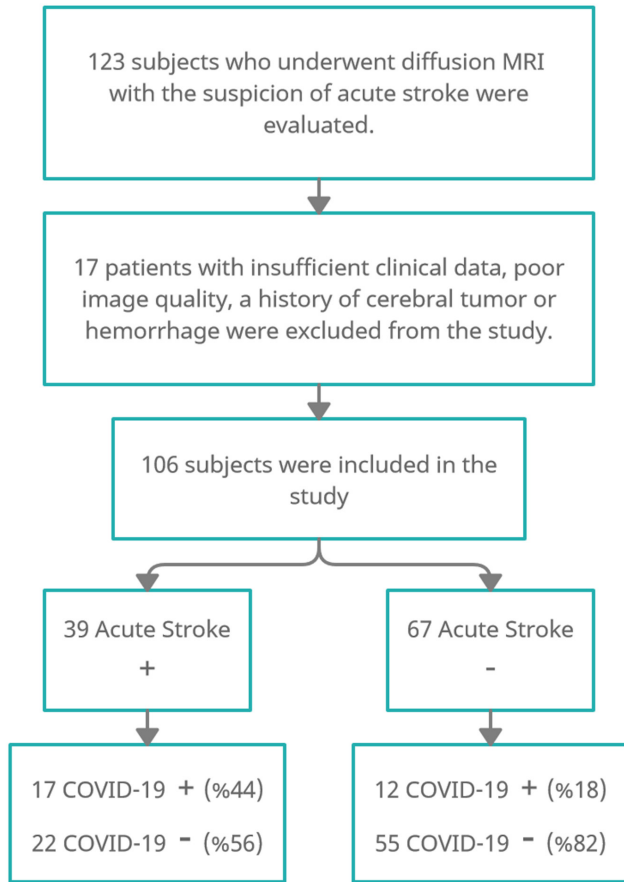 123 subjects who underwent diffusion MRI
with the suspicion of acute stroke were
evaluated.
17 patients with insufficient clinical data, poor
image quality, a history of cerebral tumor or
hemorrhage were excluded from the study.
106 subjects were included in the
study
39 Acute Stroke
+
67 Acute Stroke
-
17 COVID-19 + (%44)
22 COVID-19 - (%56)
12 COVID-19 + (%18)
55 COVID-19 - (%82)